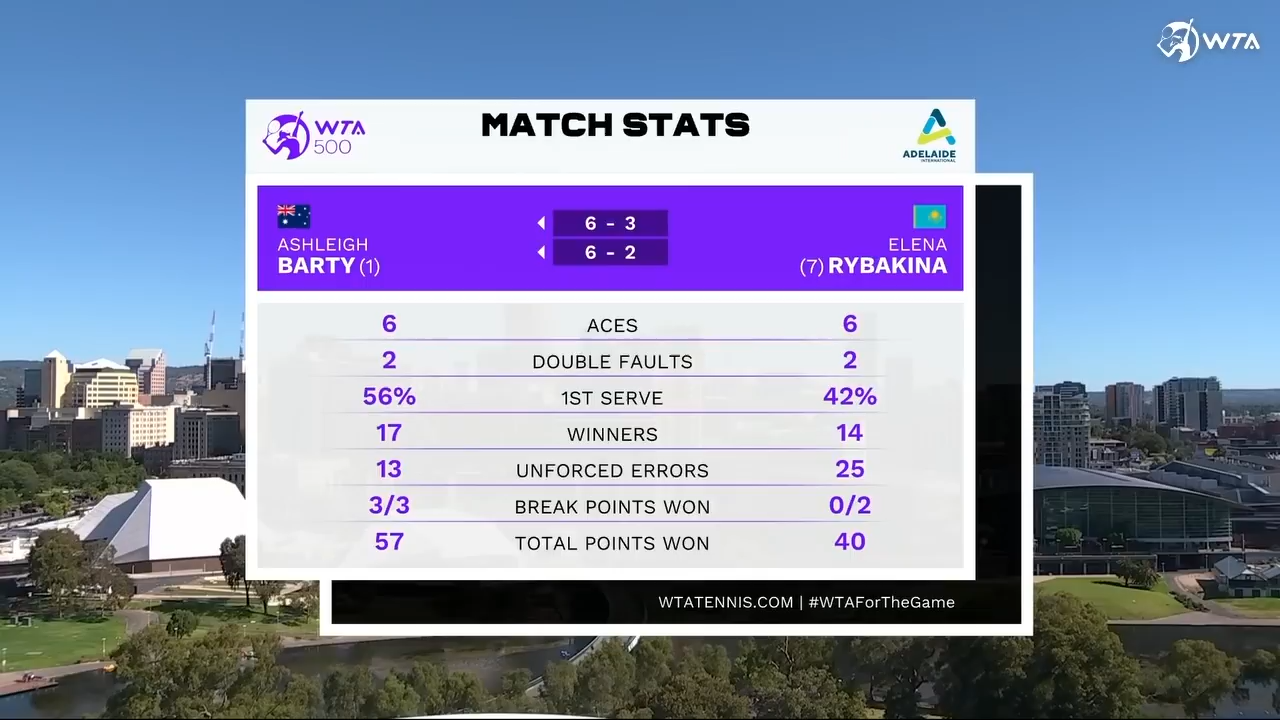 WTA
WTA
500
MATCH STATS
ADELAIDE
INTERNATIONAL
ASHLEIGH
BARTY (1)
6 - 3
6 - 2
ELENA
(7) RYBAKINA
6 ACES 6
2 DOUBLE FAULTS 2
56% 1ST SERVE 42%
17 WINNERS 14
13 UNFORCED ERRORS 25
3/3 BREAK POINTS WON 0/2
57 TOTAL POINTS WON 40
WTATENNIS.COM | #WTAForTheGame